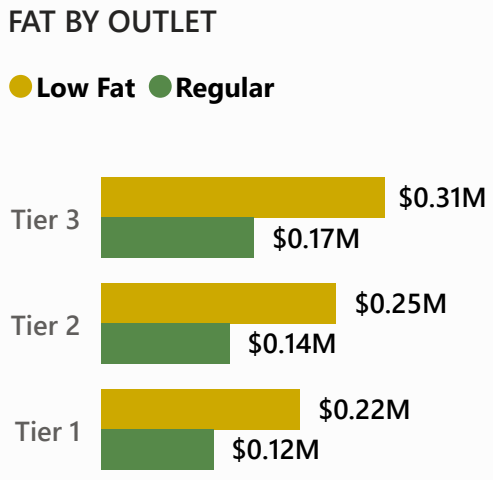 FAT BY OUTLET
Low Fat Regular
Tier 3
$0.31M
$0.17M
Tier 2
$0.25M
$0.14M
Tier 1
$0.22M
$0.12M